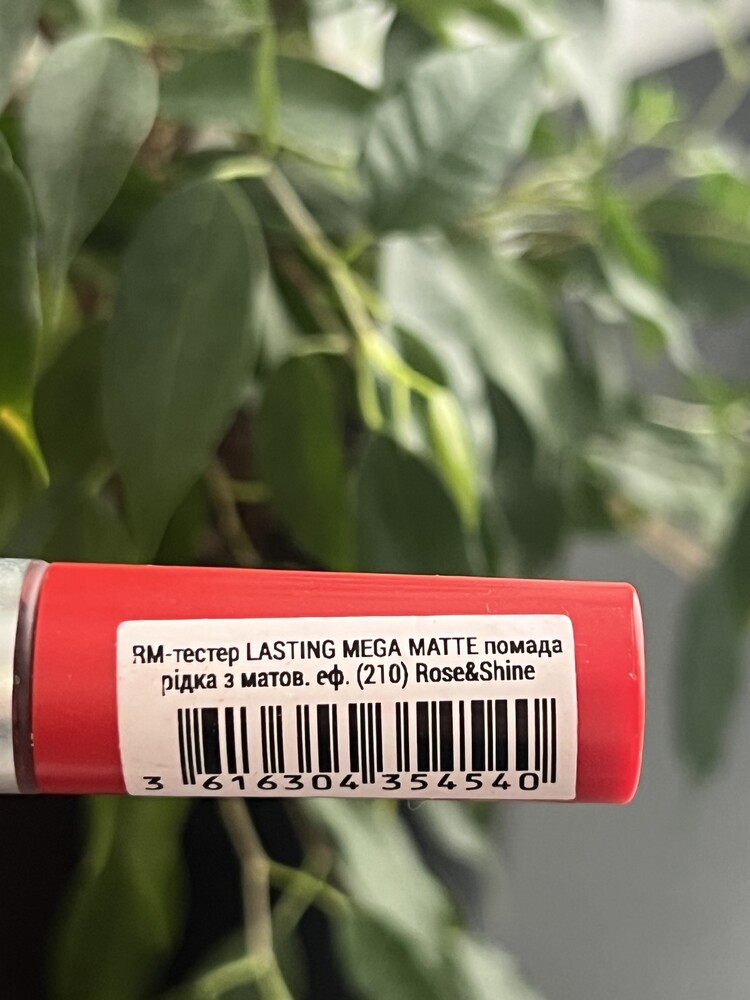 RM-тестер LASTING MEGA MATTE помада
рідка з матов. еф. (210) Rose&Shine
3 616304 354540